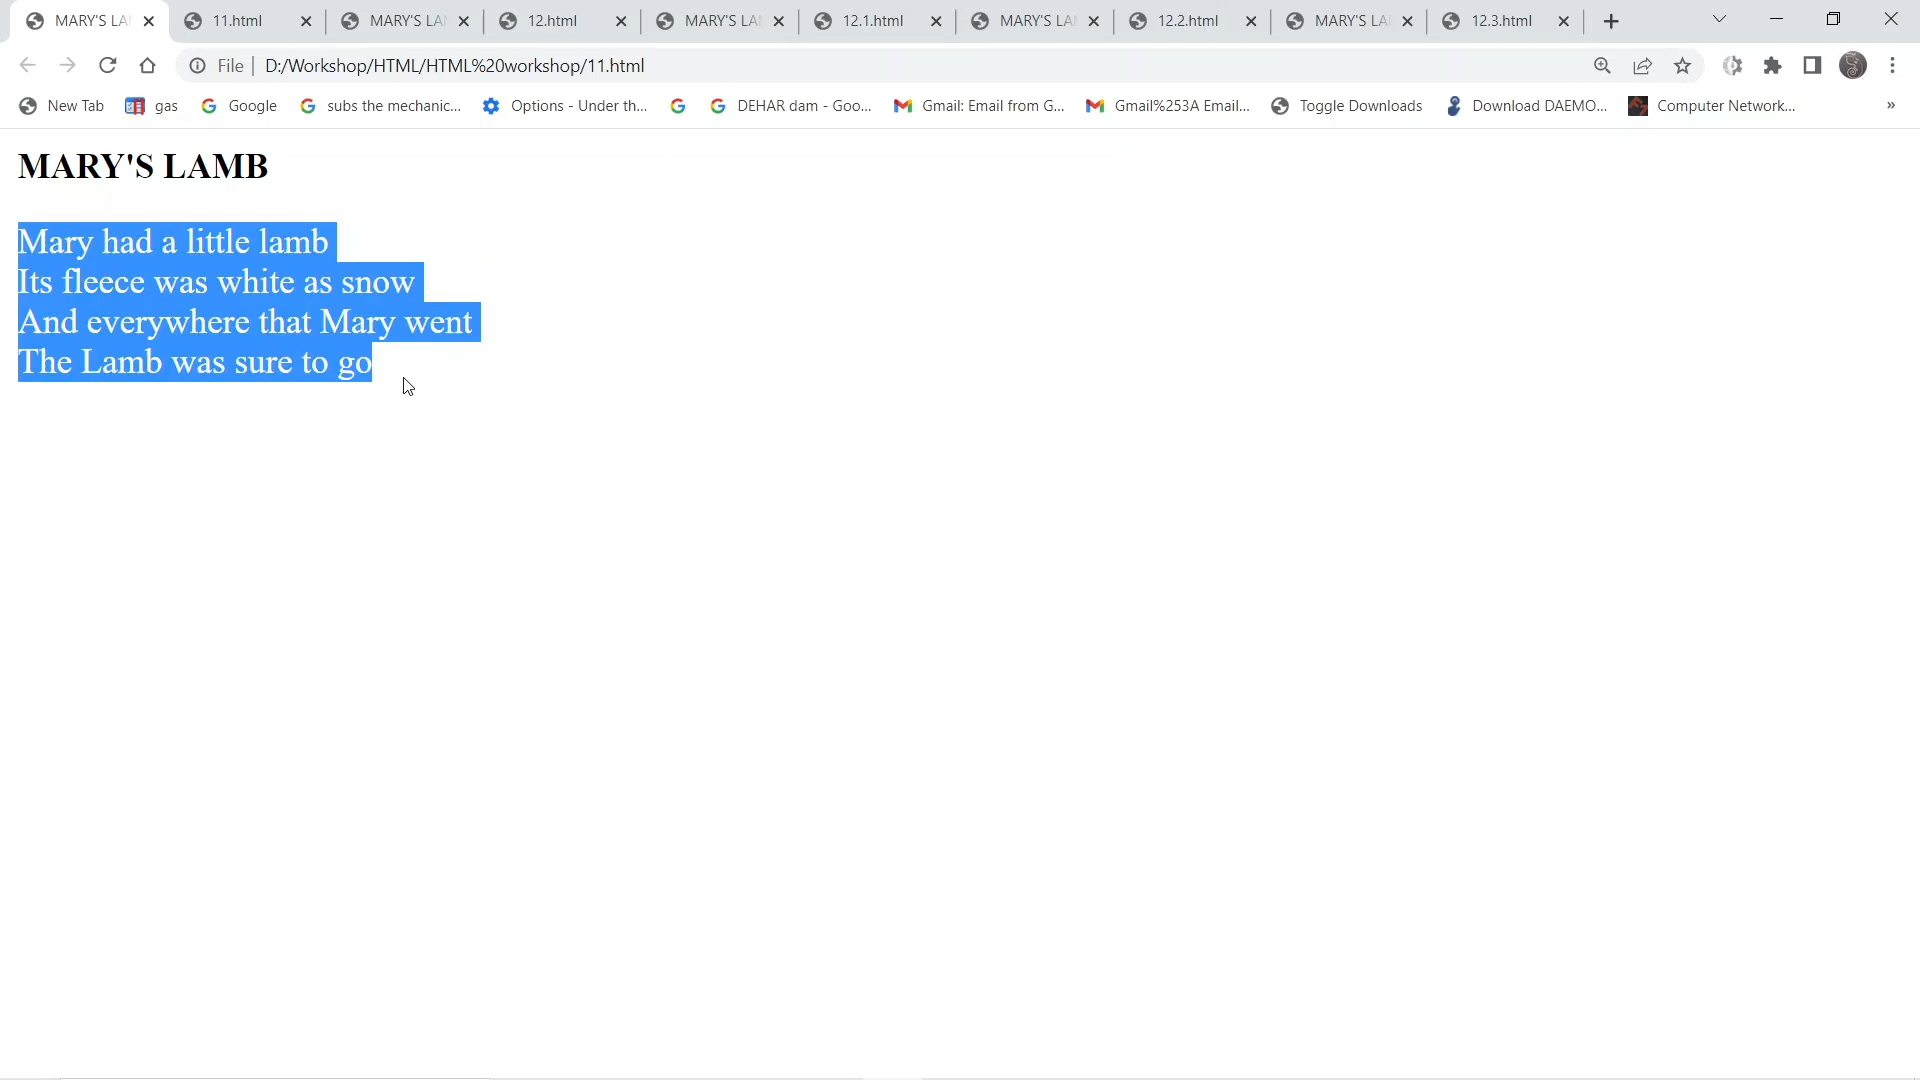 MARY'S LA
11.html
MARY'S LA
12.html
MARY'S LA
12.1.html
MARY'S LA
12.2.html
MARY'S LA
12.3.html
File
D:/Workshop/HTML/HTML%20workshop/11.html
New Tab
gas
Google
subs the mechanic...
Options - Under th...
DEHAR dam - Goo...
Gmail: Email from G...
Gmail%253A Email...
Toggle Downloads
Download DAEMO...
Computer Network...
MARY'S LAMB
Mary had a little lamb
Its fleece was white as snow
And everywhere that Mary went
The Lamb was sure to go